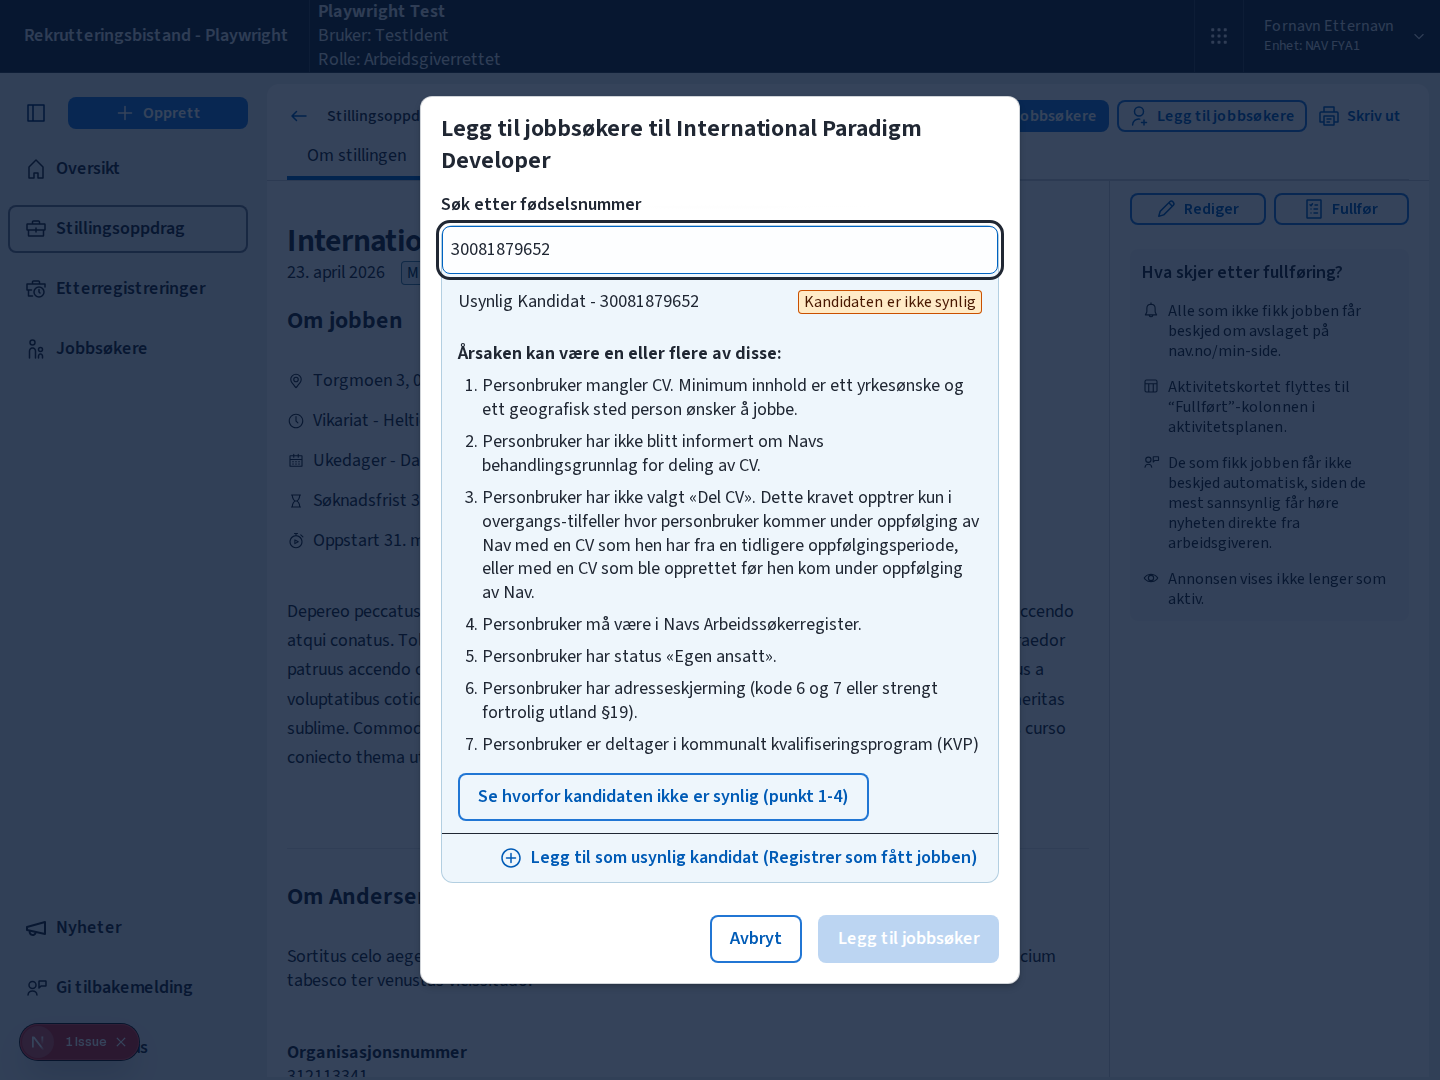 Rekrutteringsbistand - Playwright
Playwright Test
Bruker: TestIdent
Rolle: Arbeidsgiverrettet
Fornavn Etternavn
Enhet: NAV FYA1
Opprett
Oversikt
Stillingsoppdrag
Etterregistreringer
Jobbsøkere
Nyheter
Gi tilbakemelding
1 Issue
Stillingsoppd
Legg til jobbsøkere
Skriv ut
Om stillingen
23. april 2026
Om jobben
Torgmoen 3, 0
Vikariat - Helti
Ukedager - Da
Søknadsfrist 3
Oppstart 31. m
Depereo peccatus
atqui conatus. Tol
patruus accendo c
voluptatibus cotid
sublime. Commod
curso
coniecto thema ut
Om Andersen
Sortitus celo aege
Organisasjonsnummer
312113341
Rediger
Fullfør
Hva skjer etter fullføring?
Alle som ikke fikk jobben får
beskjed om avslaget på
nav.no/min-side.
Aktivitetskortet flyttes til
“Fullført”-kolonnen i
aktivitetsplanen.
De som fikk jobben får ikke
beskjed automatisk, siden de
mest sannsynlig får høre
nyheten direkte fra
arbeidsgiveren.
Annonsen vises ikke lenger som
aktiv.
Legg til jobbsøkere til International Paradigm
Developer
Søk etter fødselsnummer
30081879652
Usynlig Kandidat - 30081879652
Kandidaten er ikke synlig
Årsaken kan være en eller flere av disse:
1. Personbruker mangler CV. Minimum innhold er ett yrkesønske og
ett geografisk sted person ønsker å jobbe.
2. Personbruker har ikke blitt informert om Navs
behandlingsgrunnlag for deling av CV.
3. Personbruker har ikke valgt «Del CV». Dette kravet opptrer kun i
overgangs-tilfeller hvor personbruker kommer under oppfølging av
Nav med en CV som hen har fra en tidligere oppfølgingsperiode,
eller med en CV som ble opprettet før hen kom under oppfølging
av Nav.
4. Personbruker må være i Navs Arbeidssøkerregister.
5. Personbruker har status «Egen ansatt».
6. Personbruker har adresseskjerming (kode 6 og 7 eller strengt
fortrolig utland §19).
7. Personbruker er deltager i kommunalt kvalifiseringsprogram (KVP)
Se hvorfor kandidaten ikke er synlig (punkt 1-4)
Legg til som usynlig kandidat (Registrer som fått jobben)
Avbryt
Legg til jobbsøker